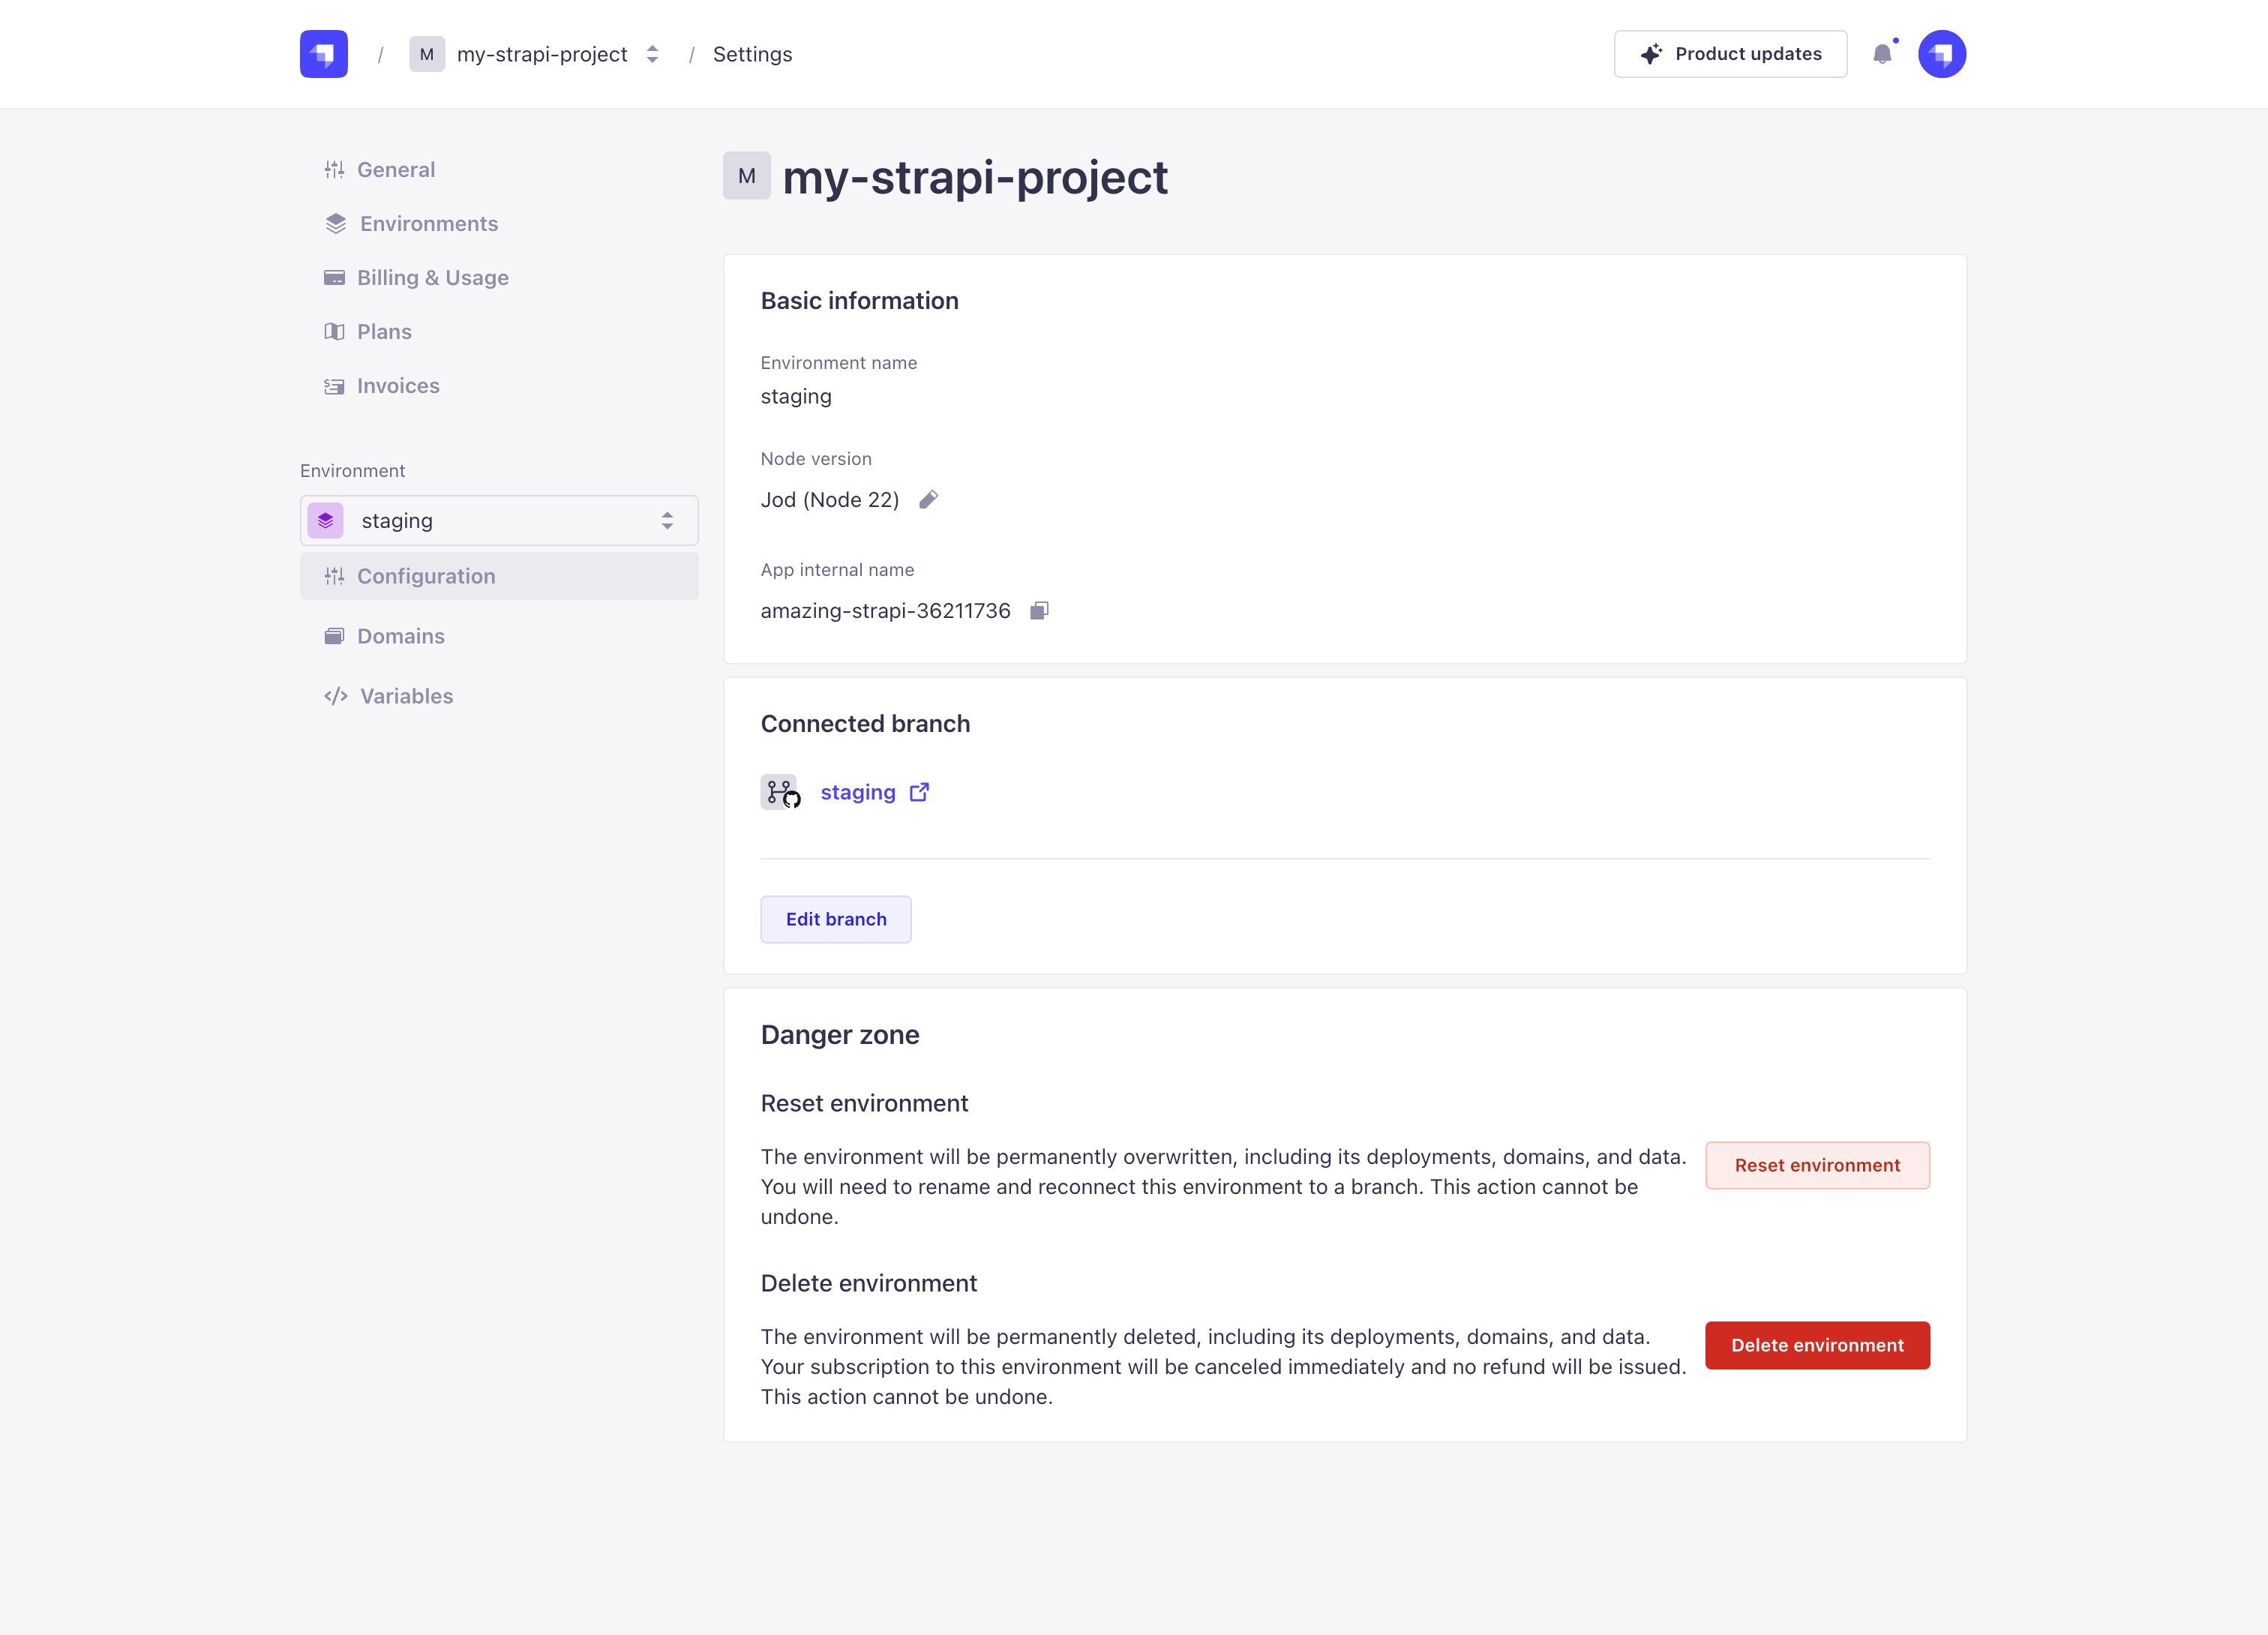 / M my-strapi-project / Settings
Product updates
General
Environments
Billing & Usage
Plans
Invoices
Environment
staging
Configuration
Domains
Variables
M my-strapi-project
Basic information
Environment name
staging
Node version
Jod (Node 22)
App internal name
amazing-strapi-36211736
Connected branch
staging
Edit branch
Danger zone
Reset environment
The environment will be permanently overwritten, including its deployments, domains, and data.
You will need to rename and reconnect this environment to a branch. This action cannot be
undone.
Reset environment
Delete environment
The environment will be permanently deleted, including its deployments, domains, and data.
Your subscription to this environment will be canceled immediately and no refund will be issued.
This action cannot be undone.
Delete environment